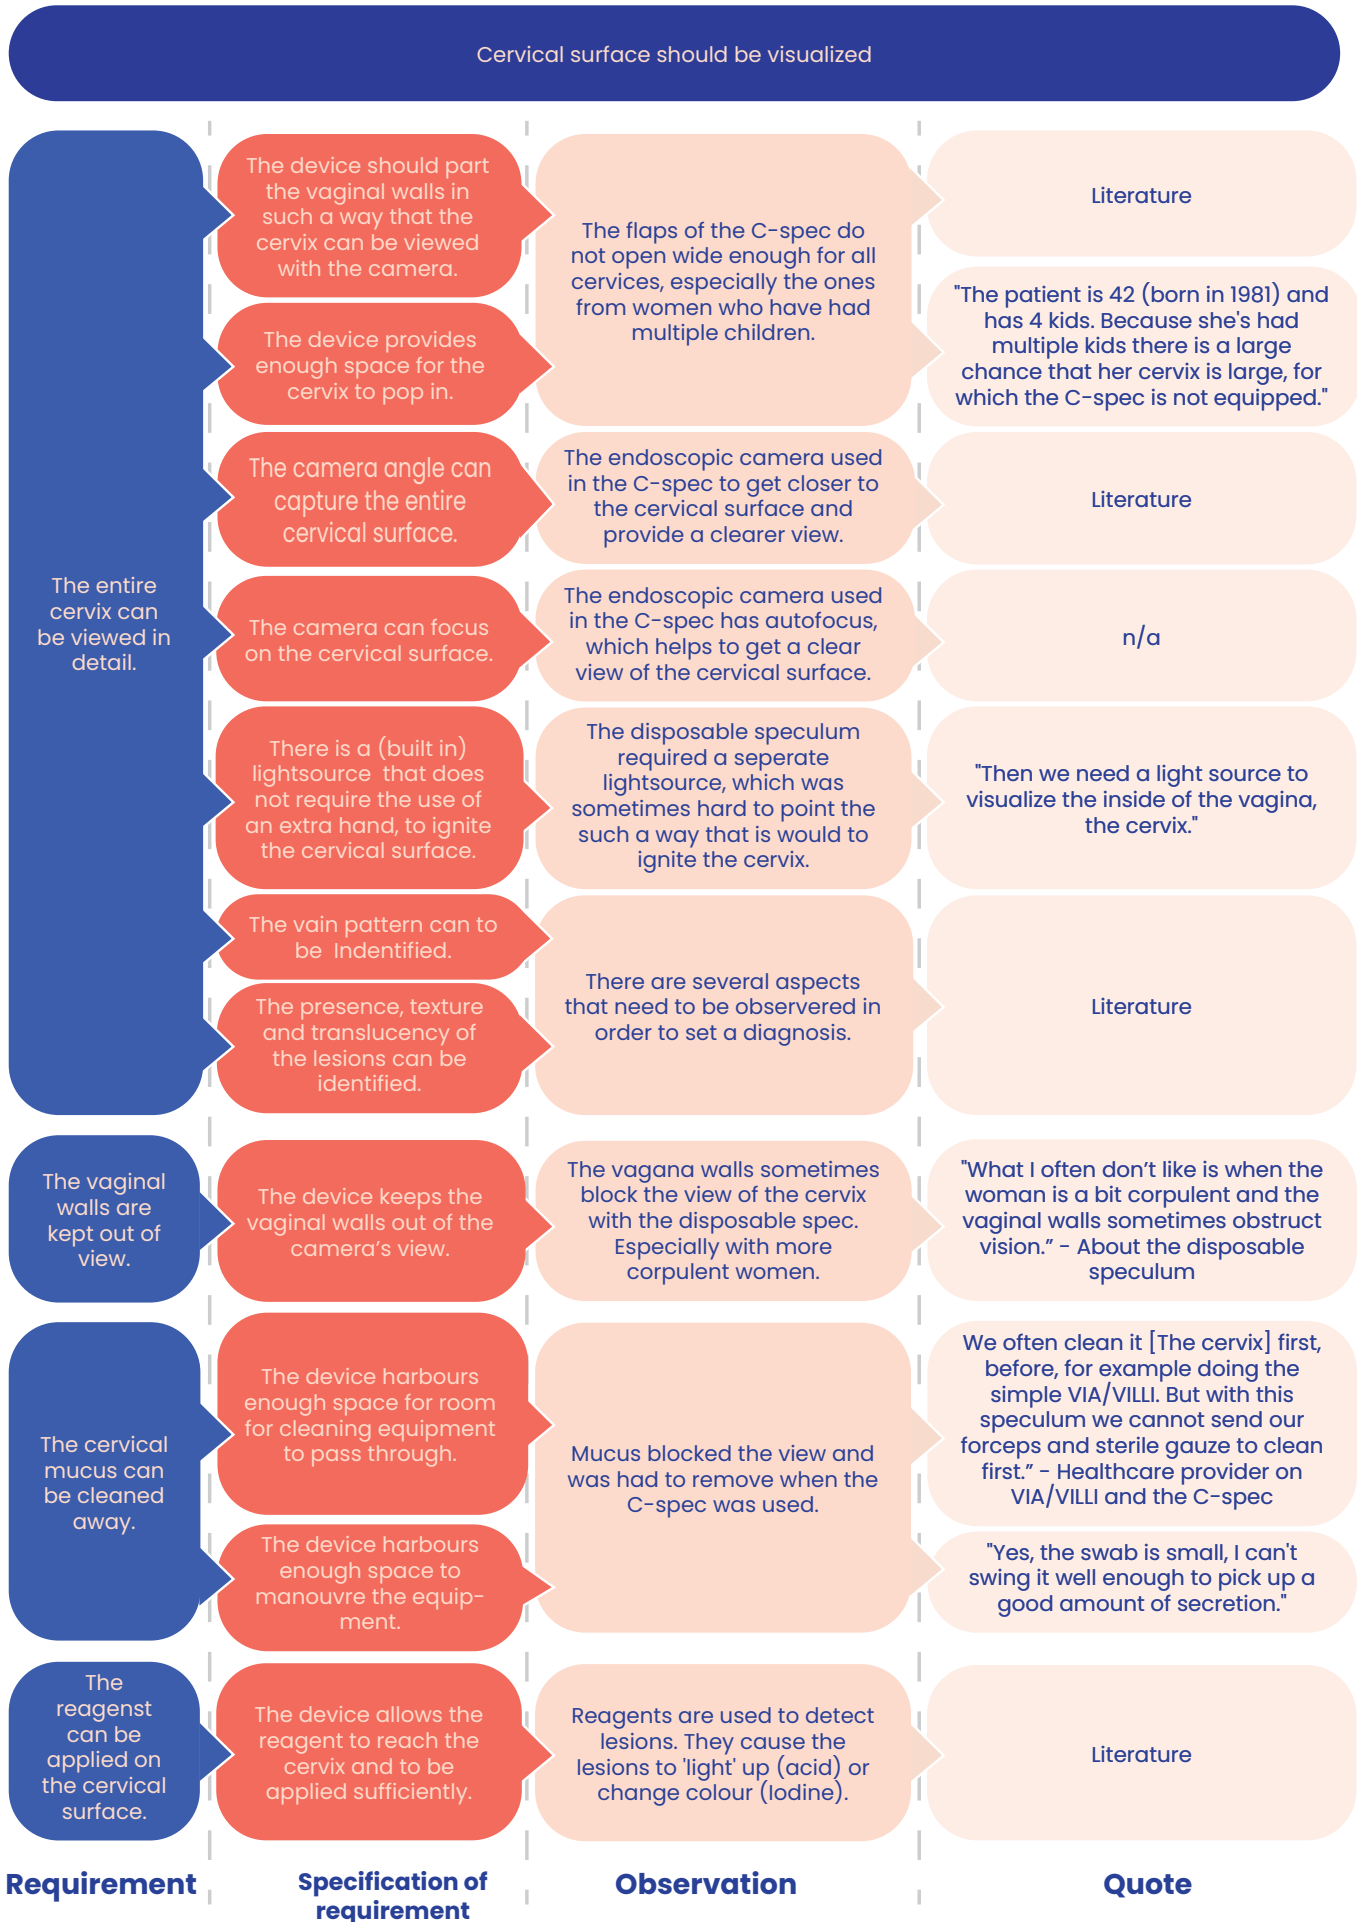 Cervical surface should be visualized
The entire
cervix can
be viewed in
detail.
The device should part
the vaginal walls in
such a way that the
cervix can be viewed
with the camera.
The device provides
enough space for the
cervix to pop in.
The flaps of the C-spec do
not open wide enough for all
cervices, especially the ones
from women who have had
multiple children.
Literature
"The patient is 42 (born in 1981) and
has 4 kids. Because she's had
multiple kids there is a large
chance that her cervix is large, for
which the C-spec is not equipped."
The camera angle can
capture the entire
cervical surface.
The endoscopic camera used
in the C-spec to get closer to
the cervical surface and
provide a clearer view.
Literature
The camera can focus
on the cervical surface.
The endoscopic camera used
in the C-spec has autofocus,
which helps to get a clear
view of the cervical surface.
n/a
There is a (built in)
lightsource that does
not require the use of
an extra hand, to ignite
the cervical surface.
The disposable speculum
required a seperate
lightsource, which was
sometimes hard to point the
such a way that is would to
ignite the cervix.
"Then we need a light source to
visualize the inside of the vagina,
the cervix."
The vain pattern can to
be Indentified.
The presence, texture
and translucency of
the lesions can be
identified.
There are several aspects
that need to be observered in
order to set a diagnosis.
Literature
The vaginal
walls are
kept out of
view.
The device keeps the
vaginal walls out of the
camera's view.
The vagana walls sometimes
block the view of the cervix
with the disposable spec.
Especially with more
corpulent women.
"What I often don't like is when the
woman is a bit corpulent and the
vaginal walls sometimes obstruct
vision.” - About the disposable
speculum
The cervical
mucus can
be cleaned
away.
The device harbours
enough space for room
for cleaning equipment
to pass through.
The device harbours
enough space to
manouvre the equip-
ment.
Mucus blocked the view and
was had to remove when the
C-spec was used.
We often clean it [The cervix] first,
before, for example doing the
simple VIA/VILLI. But with this
speculum we cannot send our
forceps and sterile gauze to clean
first.” - Healthcare provider on
VIA/VILLI and the C-spec
"Yes, the swab is small, I can't
swing it well enough to pick up a
good amount of secretion."
The
reagenst
can be
applied on
the cervical
surface.
The device allows the
reagent to reach the
cervix and to be
applied sufficiently.
Reagents are used to detect
lesions. They cause the
lesions to 'light' up (acid) or
change colour (Iodine).
Literature
Requirement
Specification of
requirement
Observation
Quote